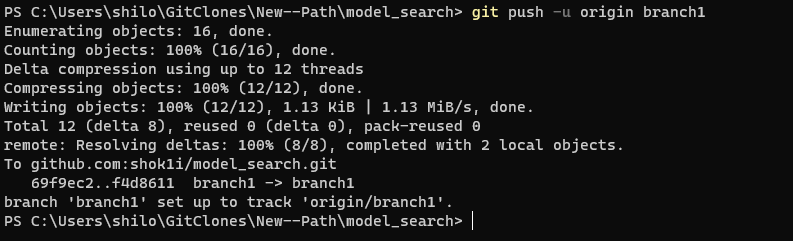 PS C:\Users\shilo\GitClones\New--Path\model_search> git push -u origin branch1
Enumerating objects: 16, done.
Counting objects: 100% (16/16), done.
Delta compression using up to 12 threads
Compressing objects: 100% (12/12), done.
Writing objects: 100% (12/12), 1.13 KiB | 1.13 MiB/s, done.
Total 12 (delta 8), reused 0 (delta 0), pack-reused 0
remote: Resolving deltas: 100% (8/8), completed with 2 local objects.
To github.com:shok1i/model_search.git
   69f9ec2..f4d8611  branch1 -> branch1
branch 'branch1' set up to track 'origin/branch1'.
PS C:\Users\shilo\GitClones\New--Path\model_search>